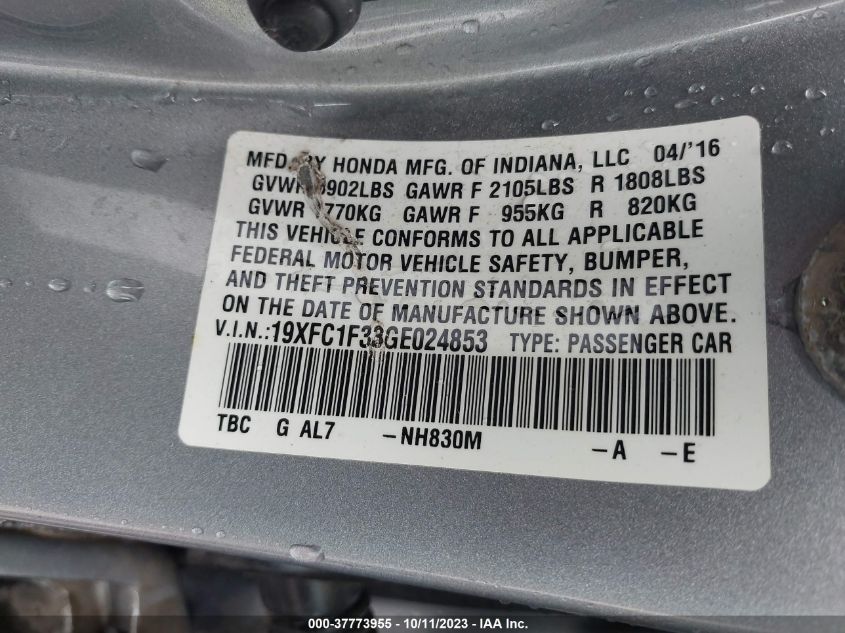 MFD. BY HONDA MFG. OF INDIANA, LLC 04/'16
GVWR 3902LBS GAWR F 2105LBS R 1808LBS
GVWR 1770KG GAWR F 955KG R 820KG
THIS VEHICLE CONFORMS TO ALL APPLICABLE
FEDERAL MOTOR VEHICLE SAFETY, BUMPER,
AND THEFT PREVENTION STANDARDS IN EFFECT
ON THE DATE OF MANUFACTURE SHOWN ABOVE.
V.I.N.:19XFC1F33GE024853 TYPE: PASSENGER CAR
TBC G AL7 -NH830M -A -E
000-37773955 - 10/11/2023 - IAA Inc.